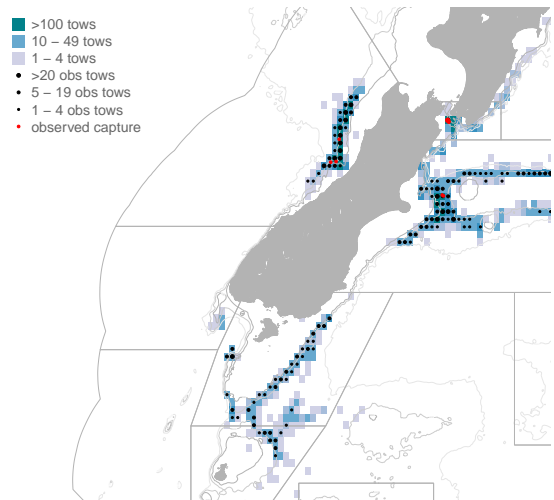 >100 tows
10 – 49 tows
1 – 4 tows
>20 obs tows
5 – 19 obs tows
1 – 4 obs tows
observed capture